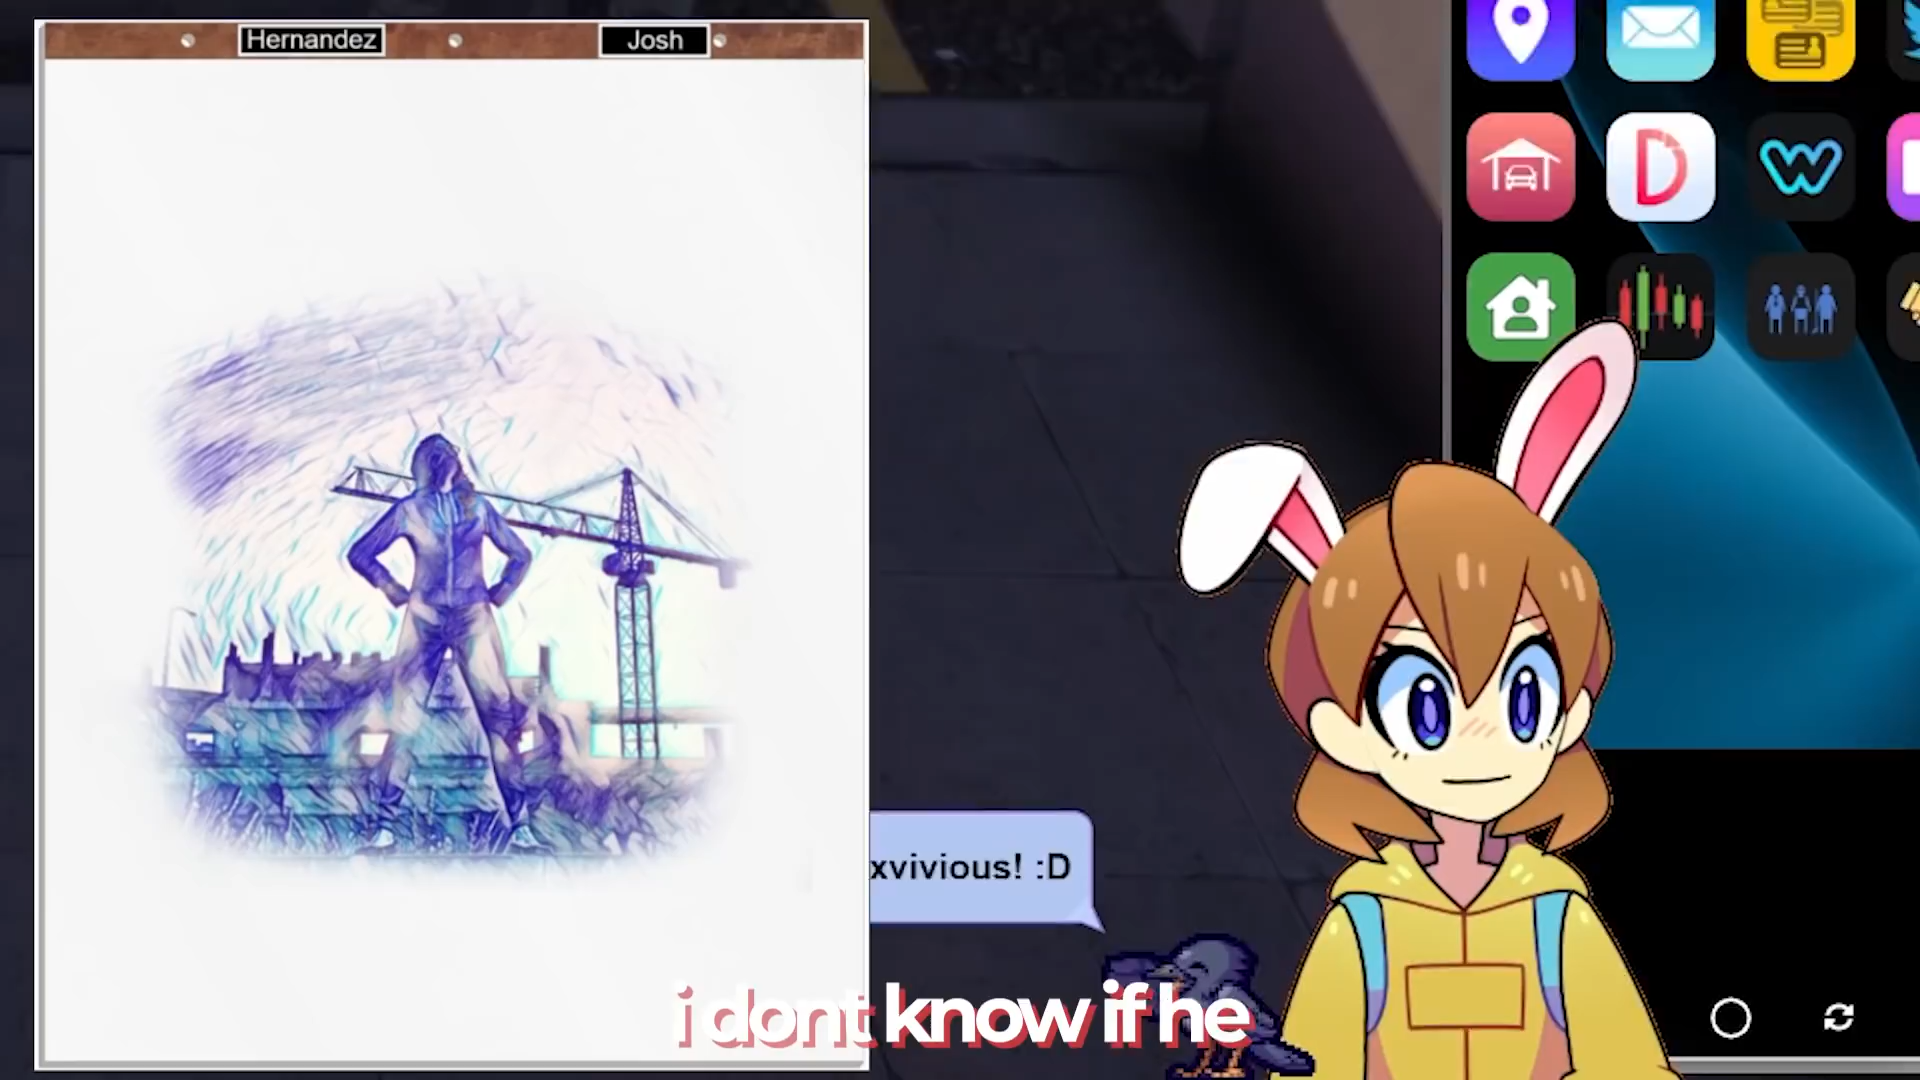 Hernandez
Josh
D
W
xvivious! :D
i dont know if he